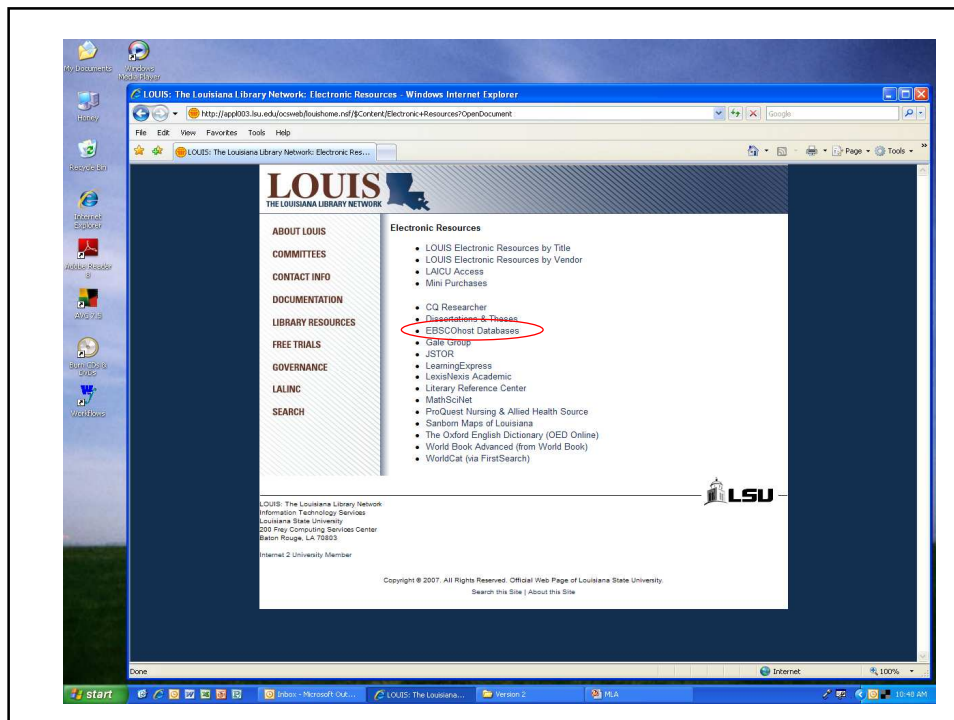 My Documents
Windows
Media Player
LOUIS: The Louisiana Library Network: Electronic Resources - Windows Internet Explorer
http://appl003.lsu.edu/ocsweb/louishome.nsf/$Content/Electronic+Resources?OpenDocument
Google
File Edit View Favorites Tools Help
LOUIS: The Louisiana Library Network: Electronic Res...
Page Tools
Recycle Bin
Internet
Explorer
Adobe Reader
8
Burn CDs &
DVDs
Workflows
LOUIS
THE LOUISIANA LIBRARY NETWORK
ABOUT LOUIS
COMMITTEES
CONTACT INFO
DOCUMENTATION
LIBRARY RESOURCES
FREE TRIALS
GOVERNANCE
LALINC
SEARCH
Electronic Resources
LOUIS Electronic Resources by Title
LOUIS Electronic Resources by Vendor
LAICU Access
Mini Purchases
CQ Researcher
Dissertations & Theses
EBSCOhost Databases
Gale Group
JSTOR
LearningExpress
LexisNexis Academic
Literary Reference Center
MathSciNet
ProQuest Nursing & Allied Health Source
Sanborn Maps of Louisiana
The Oxford English Dictionary (OED Online)
World Book Advanced (from World Book)
WorldCat (via FirstSearch)
LSU
LOUIS: The Louisiana Library Network
Information Technology Services
Louisiana State University
200 Frey Computing Services Center
Baton Rouge, LA 70803
Internet 2 University Member
Copyright © 2007. All Rights Reserved. Official Web Page of Louisiana State University.
Search this Site | About this Site
Done
Internet
100%
start
Inbox - Microsoft Out...
LOUIS: The Louisiana...
Version 2
MLA
10:48 AM